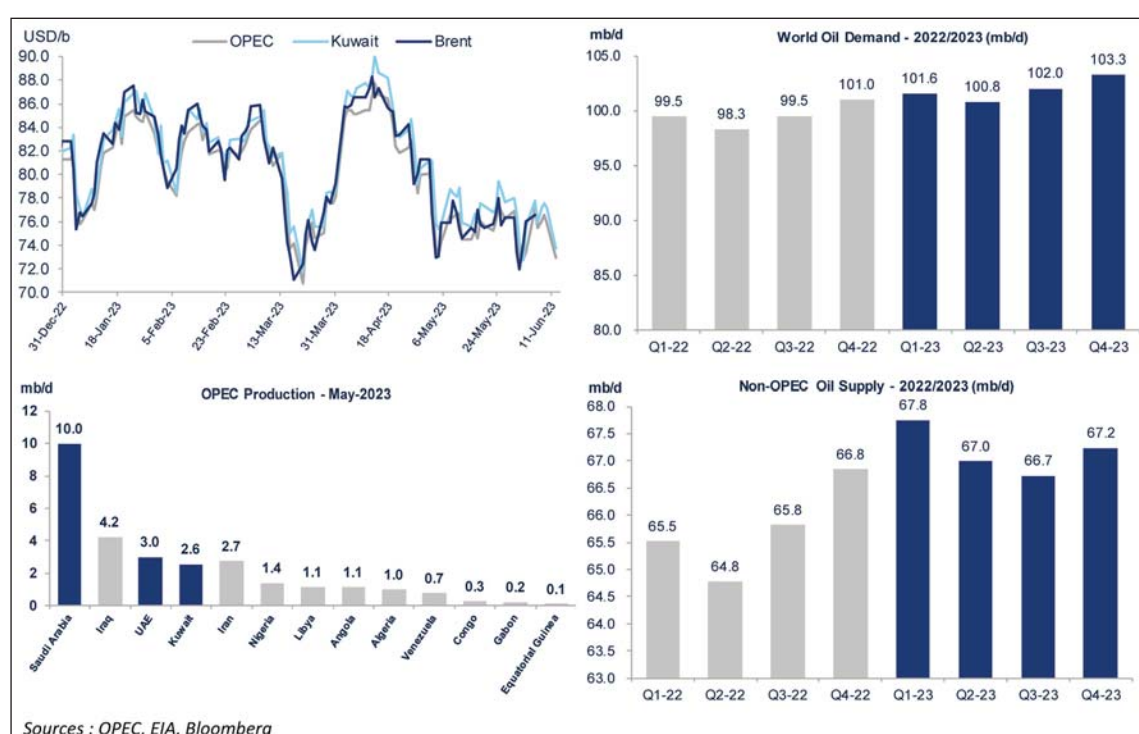 USD/b
OPEC Kuwait Brent
90.0
88.0
86.0
84.0
82.0
80.0
78.0
76.0
74.0
72.0
70.0
31-Dec-22 18-Jan-23 5-Feb-23 23-Feb-23 13-Mar-23 31-Mar-23 18-Apr-23 6-May-23 24-May-23 11-Jun-23
mb/d
World Oil Demand - 2022/2023 (mb/d)
105.0
100.0
95.0
90.0
85.0
80.0
99.5 98.3 99.5 101.0 101.6 100.8 102.0 103.3
Q1-22 Q2-22 Q3-22 Q4-22 Q1-23 Q2-23 Q3-23 Q4-23
mb/d
OPEC Production - May-2023
12
10
8
6
4
2
0
10.0 4.2 3.0 2.6 2.7 1.4 1.1 1.1 1.0 0.7 0.3 0.2 0.1
Saudi Arabia Iraq UAE Kuwait Iran Nigeria Libya Angola Algeria Venezuela Congo Gabon Equatorial Guinea
mb/d
Non-OPEC Oil Supply - 2022/2023 (mb/d)
68.0
67.5
67.0
66.5
66.0
65.5
65.0
64.5
64.0
63.5
63.0
65.5 64.8 65.8 66.8 67.8 67.0 66.7 67.2
Q1-22 Q2-22 Q3-22 Q4-22 Q1-23 Q2-23 Q3-23 Q4-23
Sources : OPEC, EIA, Bloomberg